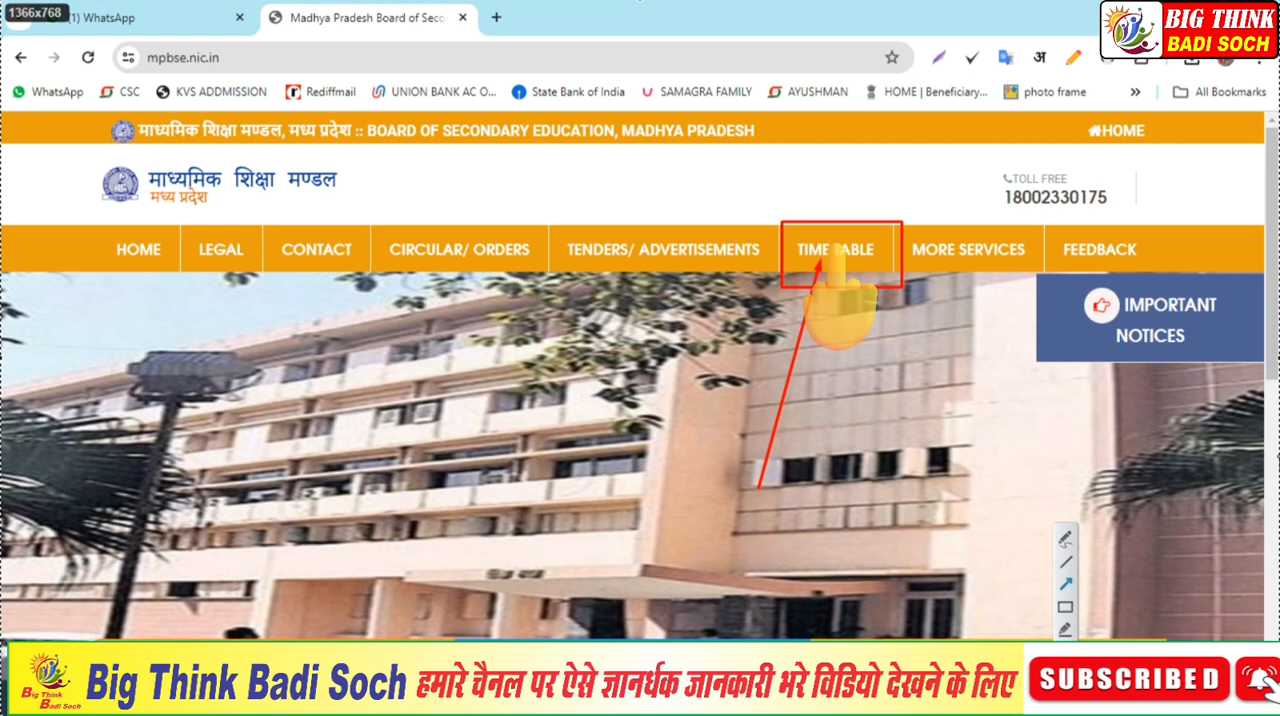 1366x768
(1) WhatsApp
Madhya Pradesh Board of Seco
BIG THINK
BADI SOCH
mpbse.nic.in
अ
WhatsApp
CSC
KVS ADDMISSION
Rediffmail
UNION BANK AC O...
State Bank of India
SAMAGRA FAMILY
AYUSHMAN
HOME | Beneficiary...
photo frame
All Bookmarks
माध्यमिक शिक्षा मण्डल, मध्य प्रदेश :: BOARD OF SECONDARY EDUCATION, MADHYA PRADESH
HOME
माध्यमिक शिक्षा मण्डल
मध्य प्रदेश
TOLL FREE
18002330175
HOME
LEGAL
CONTACT
CIRCULAR/ ORDERS
TENDERS/ ADVERTISEMENTS
TIME TABLE
MORE SERVICES
FEEDBACK
IMPORTANT
NOTICES
Big Think
Badi Soch
Big Think Badi Soch हमारे चैनल पर ऐसे ज्ञानर्धक जानकारी भरे विडियो देखने के लिए
SUBSCRIBED